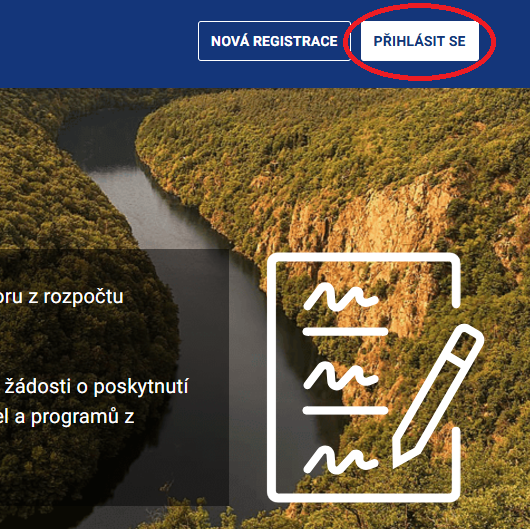 NOVÁ REGISTRACE
PŘIHLÁSIT SE
oru z rozpočtu
žádosti o poskytnutí
el a programů z